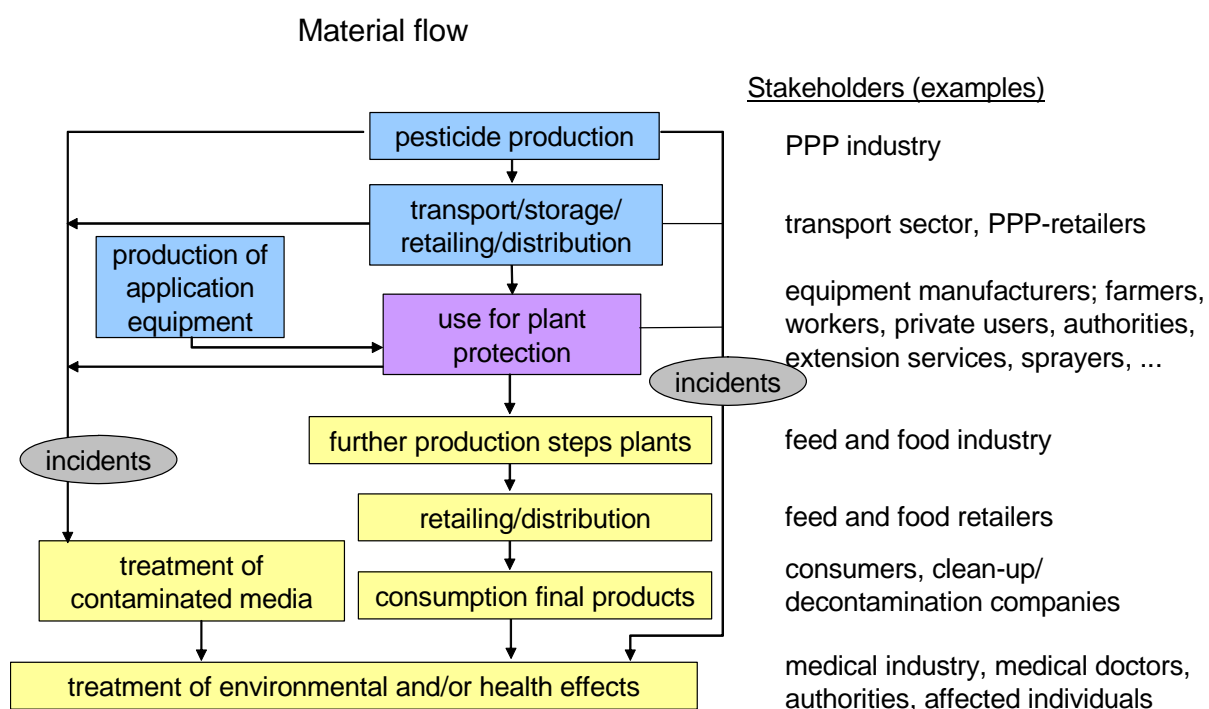 Material flow
Stakeholders (examples)
pesticide production
PPP industry
transport/storage/
retailing/distribution
transport sector, PPP-retailers
production of
application
equipment
use for plant
protection
equipment manufacturers; farmers,
workers, private users, authorities,
extension services, sprayers, ...
incidents
further production steps plants
feed and food industry
incidents
retailing/distribution
feed and food retailers
treatment of
contaminated media
consumption final products
consumers, clean-up/
decontamination companies
treatment of environmental and/or health effects
medical industry, medical doctors,
authorities, affected individuals